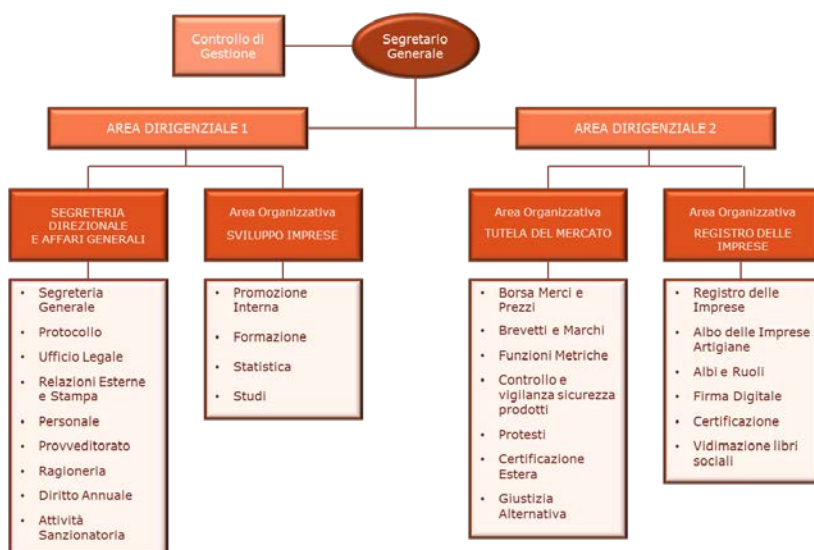 Controllo di
Gestione
Segretario
Generale
AREA DIRIGENZIALE 1
AREA DIRIGENZIALE 2
SEGRETERIA
DIREZIONALE
E AFFARI GENERALI
Area Organizzativa
SVILUPPO IMPRESE
Area Organizzativa
TUTELA DEL MERCATO
Area Organizzativa
REGISTRO DELLE
IMPRESE
• Segreteria
Generale
• Protocollo
• Ufficio Legale
• Relazioni Esterne
e Stampa
• Personale
• Provveditorato
• Ragioneria
• Diritto Annuale
• Attività
Sanzionatoria
• Promozione
Interna
• Formazione
• Statistica
• Studi
• Borsa Merci e
Prezzi
• Brevetti e Marchi
• Funzioni Metriche
• Controllo e
vigilanza sicurezza
prodotti
• Protesti
• Certificazione
Estera
• Giustizia
Alternativa
• Registro delle
Imprese
• Albo delle Imprese
Artigiane
• Albi e Ruoli
• Firma Digitale
• Certificazione
• Vidimazione libri
sociali